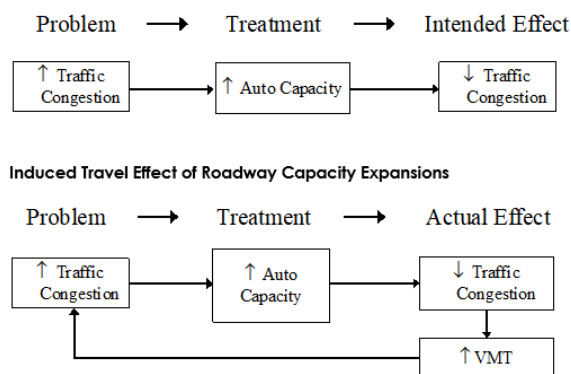 Problem → Treatment → Intended Effect
↑ Traffic
Congestion
↑ Auto Capacity
↓ Traffic
Congestion
Induced Travel Effect of Roadway Capacity Expansions
Problem → Treatment → Actual Effect
↑ Traffic
Congestion
↑ Auto
Capacity
↓ Traffic
Congestion
↑ VMT